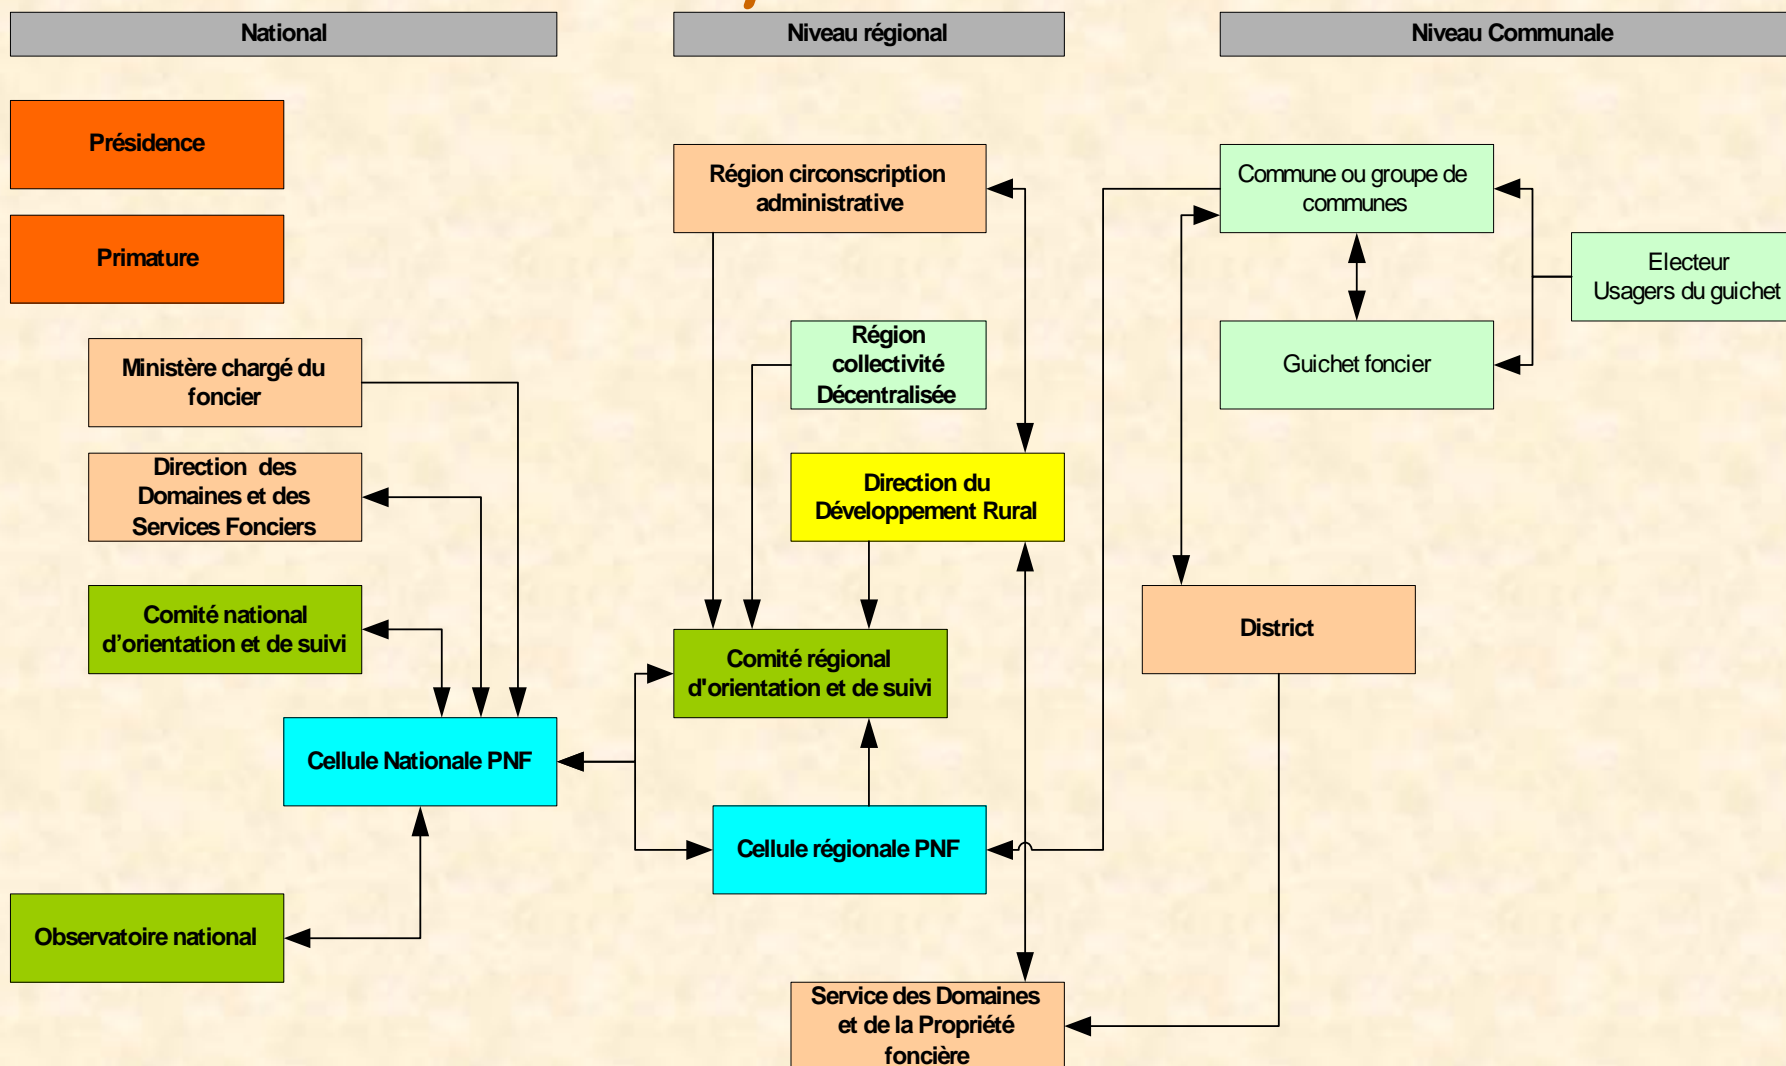 National
Niveau régional
Niveau Communale
Présidence
Primature
Ministère chargé du
foncier
Direction des
Domaines et des
Services Fonciers
Comité national
d'orientation et de suivi
Cellule Nationale PNF
Observatoire national
Région circonscription
administrative
Région
collectivité
Décentralisée
Direction du
Développement Rural
Comité régional
d'orientation et de suivi
Cellule régionale PNF
Service des Domaines
et de la Propriété
foncière
Commune ou groupe de
communes
Guichet foncier
Electeur
Usagers du guichet
District